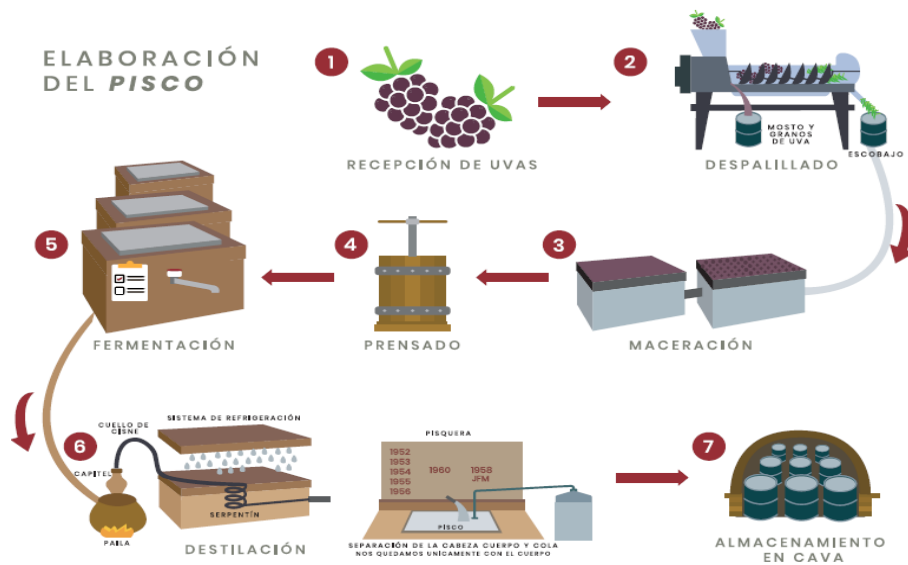 ELABORACIÓN
DEL PISCO
1
RECEPCIÓN DE UVAS
2
MOSTO Y
GRANOS
DE UVA
ESCOBAJO
DESPALILLADO
3
MACERACIÓN
4
PRENSADO
5
FERMENTACIÓN
6
CUELLO DE
CISNE
CAPITEL
PAILA
SISTEMA DE REFRIGERACIÓN
SERPENTÍN
DESTILACIÓN
PISQUERA
1952
1953
1954
1955
1956
1960
1958
JFM
PISCO
SEPARACIÓN DE LA CABEZA CUERPO Y COLA
NOS QUEDAMOS UNICAMENTE CON EL CUERPO
7
ALMACENAMIENTO
EN CAVA